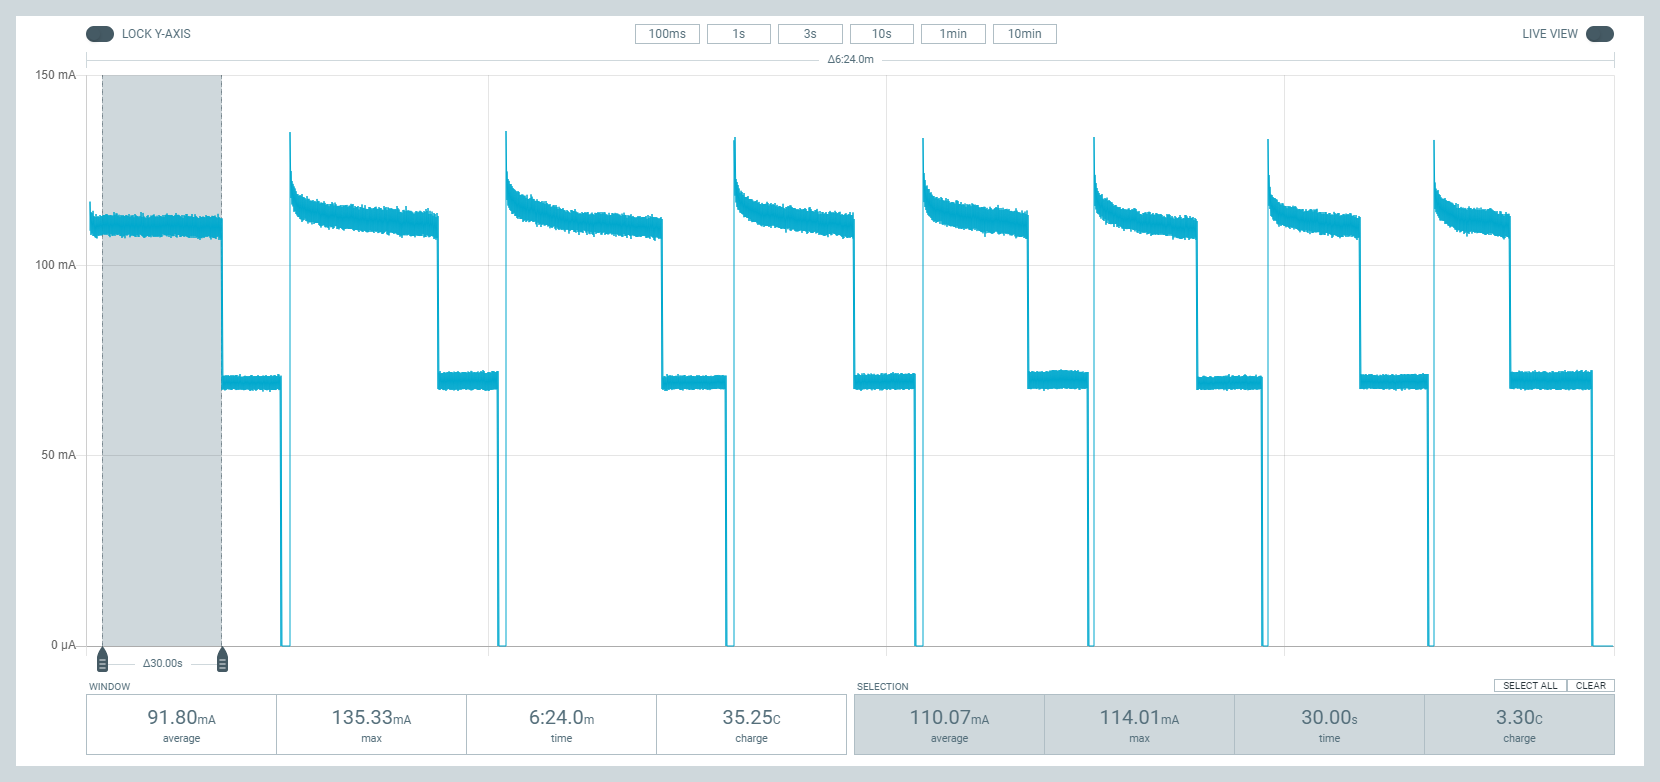 LOCK Y-AXIS 100ms 1s 3s 10s 1min 10min LIVE VIEW
Δ6:24.0m
150 mA
100 mA
50 mA
0 µA
Δ30.00s
WINDOW SELECTION SELECT ALL CLEAR
91.80mA 135.33mA 6:24.0m 35.25C 110.07mA 114.01mA 30.00s 3.30C
average max time charge average max time charge